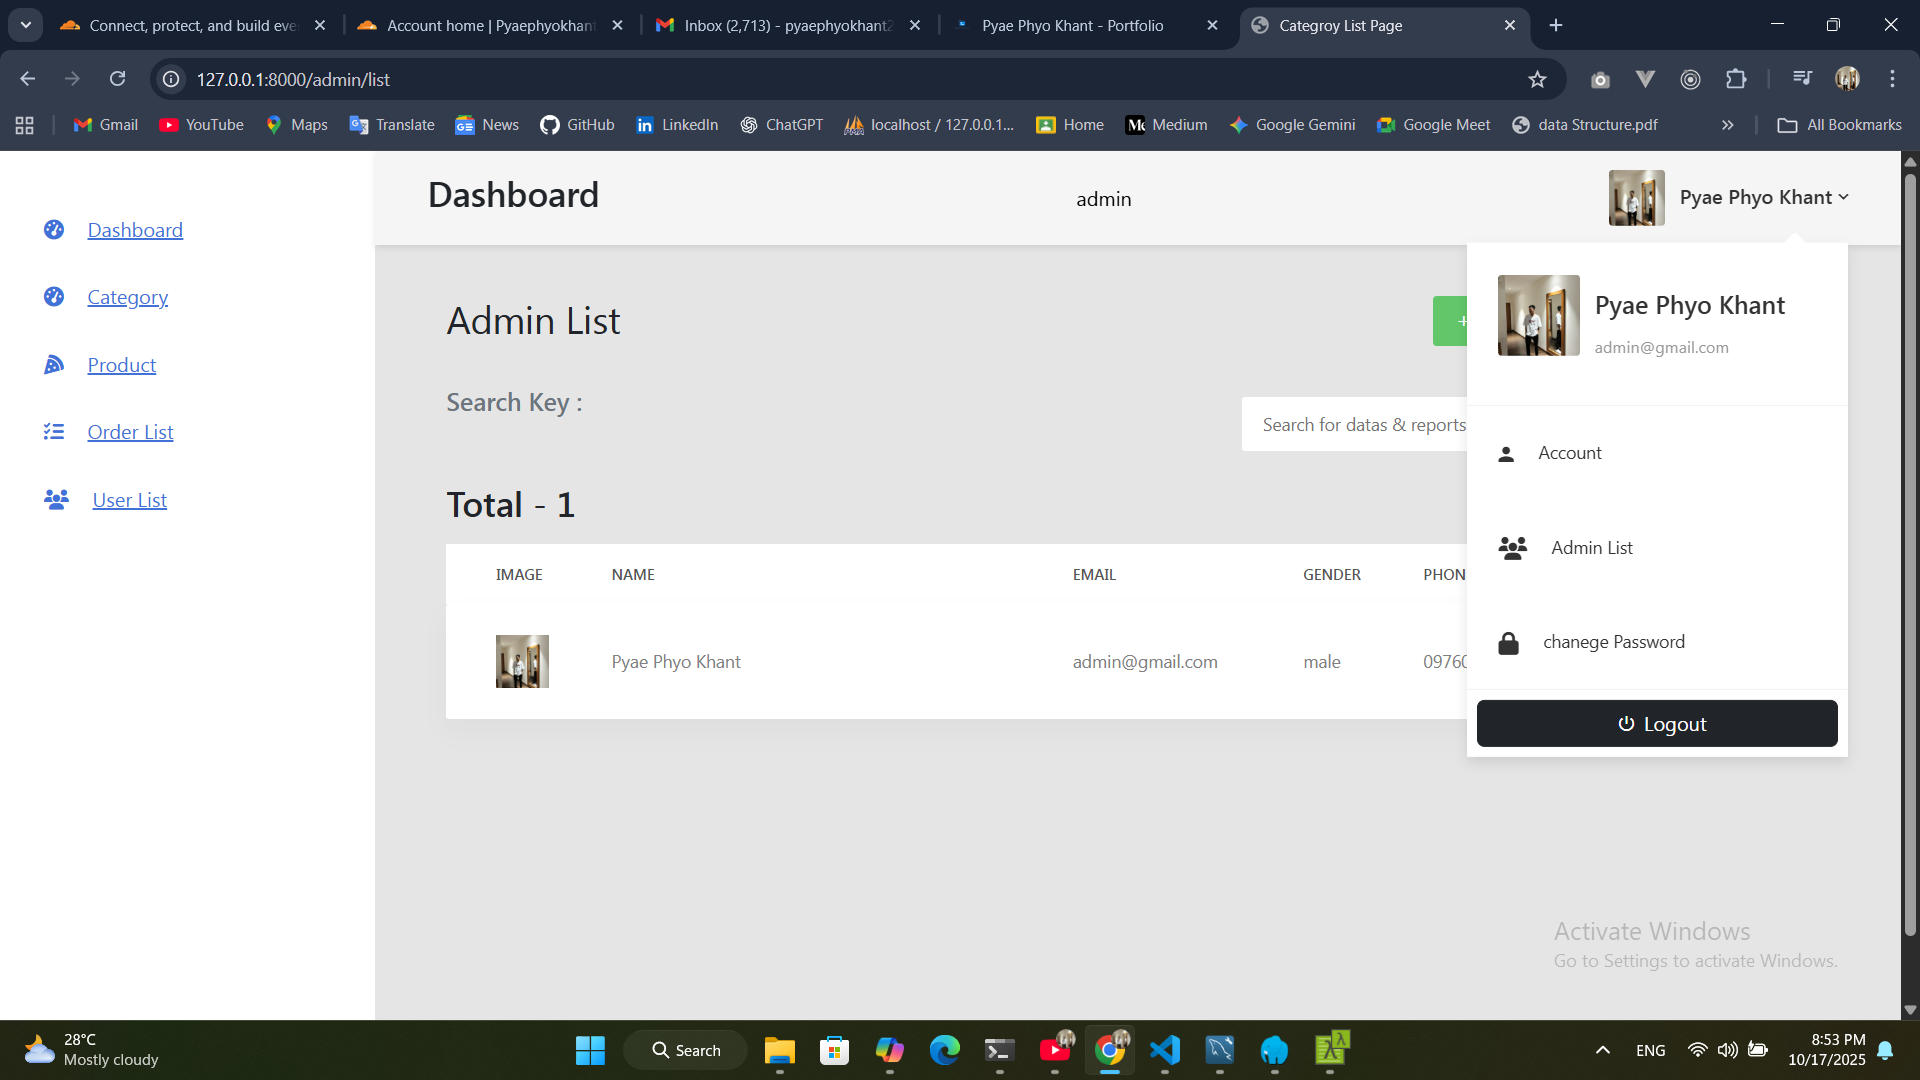 Connect, protect, and build eve
Account home | Pyaephyokhant
Inbox (2,713) - pyaephyokhant2
Pyae Phyo Khant - Portfolio
Categroy List Page
127.0.0.1:8000/admin/list
Gmail
YouTube
Maps
Translate
News
GitHub
LinkedIn
ChatGPT
localhost / 127.0.0.1...
Home
Medium
Google Gemini
Google Meet
data Structure.pdf
All Bookmarks
Dashboard
Category
Product
Order List
User List
Dashboard
admin
Pyae Phyo Khant
Admin List
+
Search Key :
Search for datas & reports
Total - 1
IMAGE NAME EMAIL GENDER PHON
Pyae Phyo Khant admin@gmail.com male 09760
Pyae Phyo Khant
admin@gmail.com
Account
Admin List
chanege Password
Logout
Activate Windows
Go to Settings to activate Windows.
28°C
Mostly cloudy
Search
ENG
8:53 PM
10/17/2025